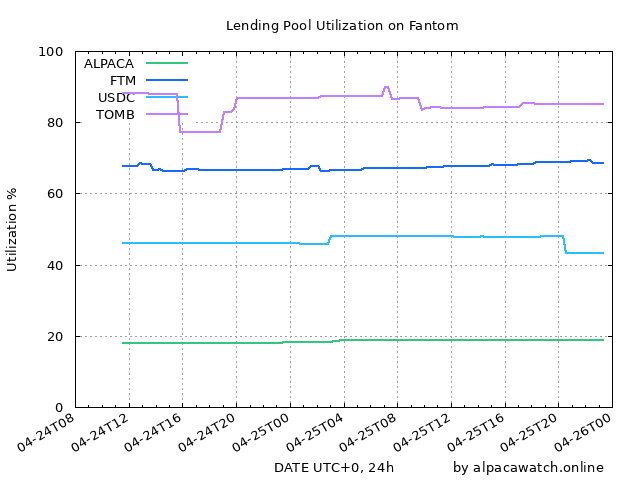 Lending Pool Utilization on Fantom
100
80
60
40
20
0
Utilization %
ALPACA
FTM
USDC
TOMB
04-24T08
04-24T12
04-24T16
04-24T20
04-25T00
04-25T04
04-25T08
04-25T12
04-25T16
04-25T20
04-26T00
DATE UTC+0, 24h
by alpacawatch.online